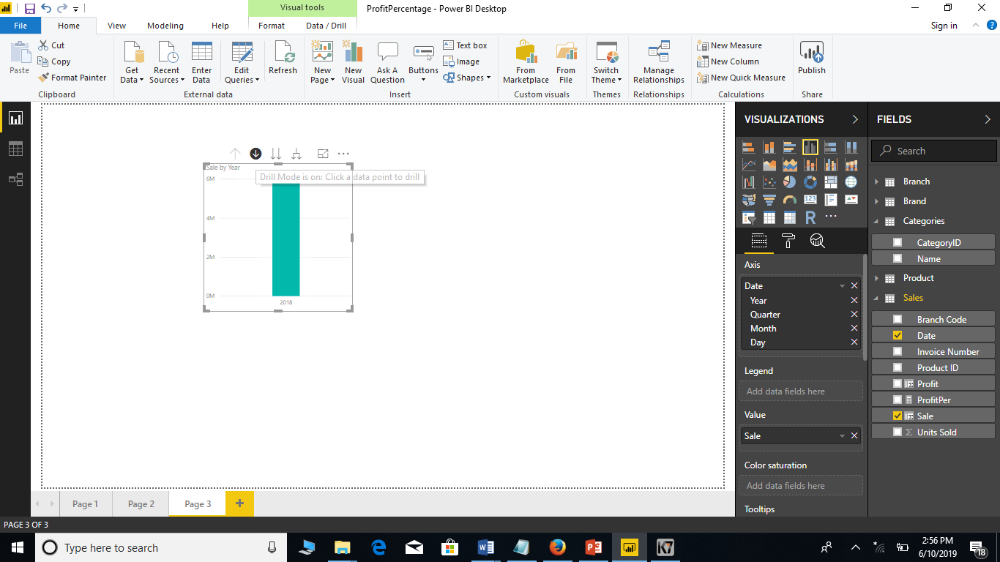 Visual tools
ProfitPercentage - Power BI Desktop
File
Home
View
Modeling
Help
Format
Data / Drill
Sign in
Paste
Cut
Copy
Format Painter
Clipboard
Get Data
Recent Sources
Enter Data
Edit Queries
Refresh
External data
New Page
New Visual
Ask A Question
Buttons
Text box
Image
Shapes
Insert
From Marketplace
From File
Custom visuals
Switch Theme
Themes
Manage Relationships
Relationships
New Measure
New Column
New Quick Measure
Calculations
Publish
Share
Sale by Year
Drill Mode is on: Click a data point to drill
6M
4M
2M
0M
2018
VISUALIZATIONS
123
R
Axis
Date
Year
Quarter
Month
Day
Legend
Add data fields here
Value
Sale
Color saturation
Add data fields here
Tooltips
FIELDS
Search
Branch
Brand
Categories
CategoryID
Name
Product
Sales
Branch Code
Date
Invoice Number
Product ID
Profit
ProfitPer
Sale
Units Sold
Page 1
Page 2
Page 3
PAGE 3 OF 3
Type here to search
2:56 PM
6/10/2019
18